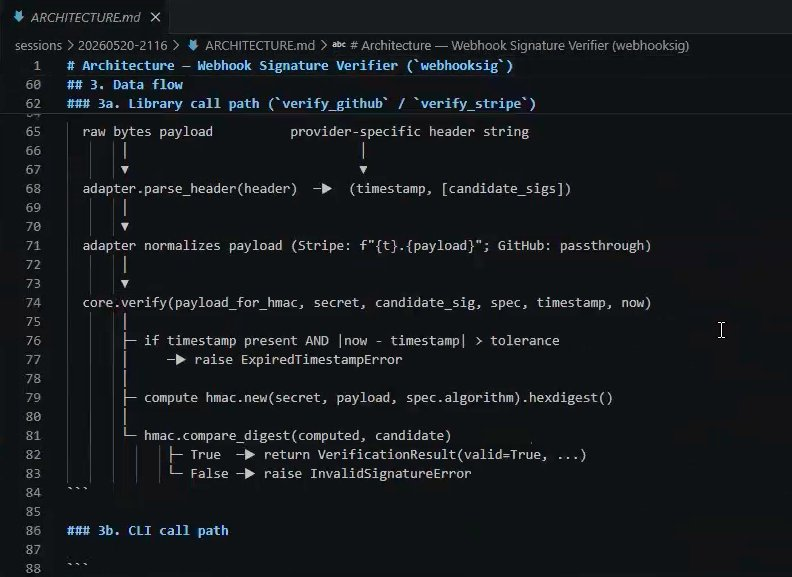 ARCHITECTURE.md ×
sessions > 20260520-2116 > ARCHITECTURE.md > abc # Architecture — Webhook Signature Verifier (webhooksig)
1 # Architecture — Webhook Signature Verifier (`webhooksig`)
60 ## 3. Data flow
62 ### 3a. Library call path (`verify_github` / `verify_stripe`)
65 raw bytes payload          provider-specific header string
66 │ │
67 ▼ ▼
68 adapter.parse_header(header) ─▶ (timestamp, [candidate_sigs])
69 │
70 ▼
71 adapter normalizes payload (Stripe: f"{t}.{payload}"; GitHub: passthrough)
72 │
73 ▼
74 core.verify(payload_for_hmac, secret, candidate_sig, spec, timestamp, now)
75 │
76 ├─ if timestamp present AND |now - timestamp| > tolerance
77 │ ─▶ raise ExpiredTimestampError
78 │
79 ├─ compute hmac.new(secret, payload, spec.algorithm).hexdigest()
80 │
81 └─ hmac.compare_digest(computed, candidate)
82 ├─ True ─▶ return VerificationResult(valid=True, ...)
83 └─ False ─▶ raise InvalidSignatureError
84 ```
85
86 ### 3b. CLI call path
87
88 ```